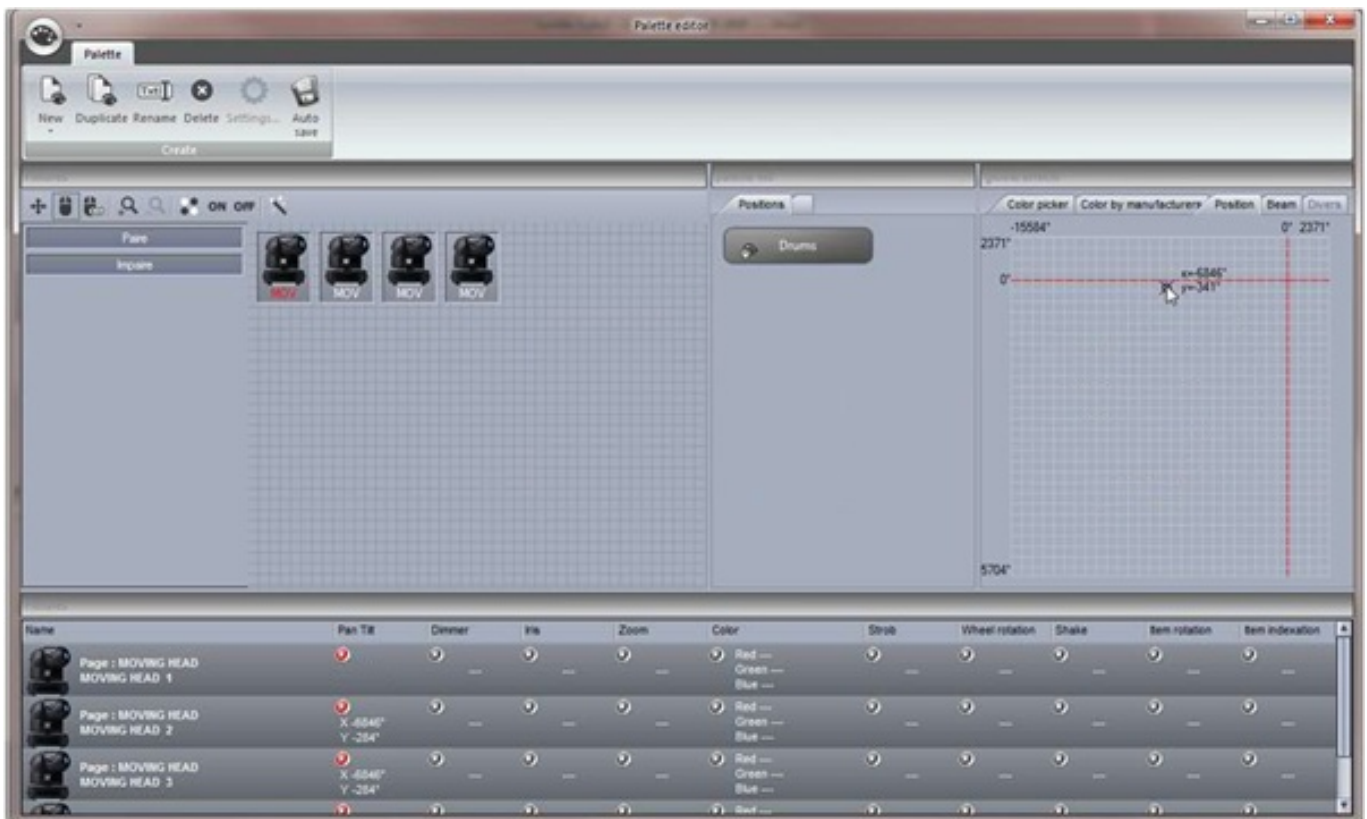 Palette editor
Palette
New Duplicate Rename Delete Settings... Auto save
Create
ON OFF
Paire
Impaire
MOV MOV MOV MOV
Positions
Drums
Color picker Color by manufacturers Position Beam Divers
-15584° 0° 2371°
2371°
0°
x=-6846°
y=-341°
5704°
Name Pan Tilt Dimmer Iris Zoom Color Strob Wheel rotation Shake Item rotation Item indexation
Page : MOVING HEAD
MOVING HEAD 1
Red ---
Green ---
Blue ---
Page : MOVING HEAD
MOVING HEAD 2
X -6846°
Y -284°
Red ---
Green ---
Blue ---
Page : MOVING HEAD
MOVING HEAD 3
X -6846°
Y -284°
Red ---
Green ---
Blue ---
Red ---